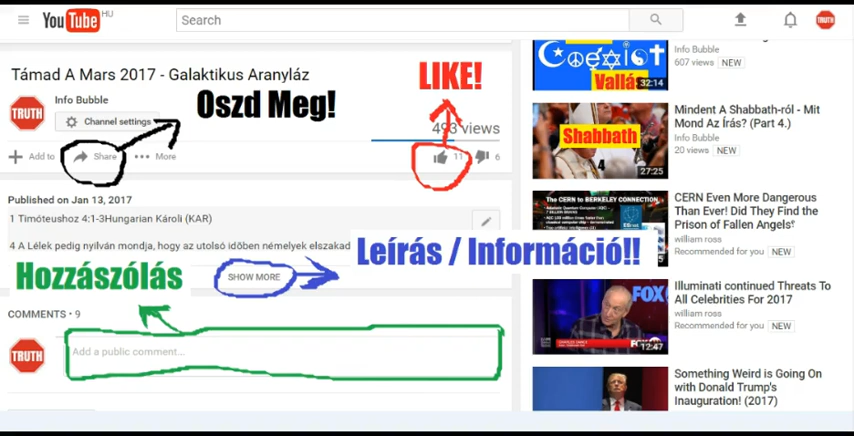 YouTube HU
Search
TRUTH
Támad A Mars 2017 - Galaktikus Aranyláz
LIKE!
TRUTH
Info Bubble
Channel settings
Oszd Meg!
493 views
Add to
Share
More
11
6
Published on Jan 13, 2017
1 Timóteushoz 4:1-3Hungarian Károli (KAR)
4 A Lélek pedig nyilván mondja, hogy az utolsó időben némelyek elszakad
Leírás / Információ!!
Hozzászólás
SHOW MORE
COMMENTS • 9
TRUTH
Add a public comment...
COEXIST
Vallá
32:14
Info Bubble
607 views NEW
Shabbath
27:25
Mindent A Shabbath-ról - Mit
Mond Az Írás? (Part 4.)
Info Bubble
20 views NEW
The CERN to BERKELEY CONNECTION
CERN Even More Dangerous
Than Ever! Did They Find the
Prison of Fallen Angels
william ross
Recommended for you NEW
FOX
12:47
Illuminati continued Threats To
All Celebrities For 2017
william ross
Recommended for you NEW
Something Weird is Going On
with Donald Trump's
Inauguration! (2017)